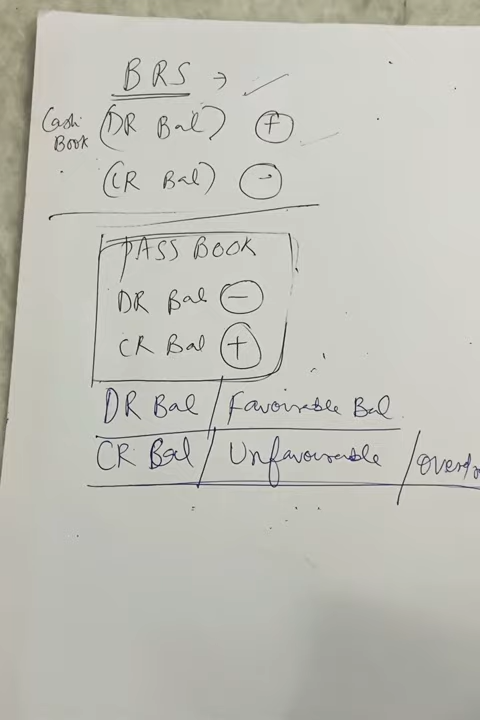 BRS →
Cash Book (DR Bal) +
(CR Bal) -
PASS BOOK
DR Bal -
CR Bal +
DR Bal / Favourable Bal
CR Bal / Unfavourable /